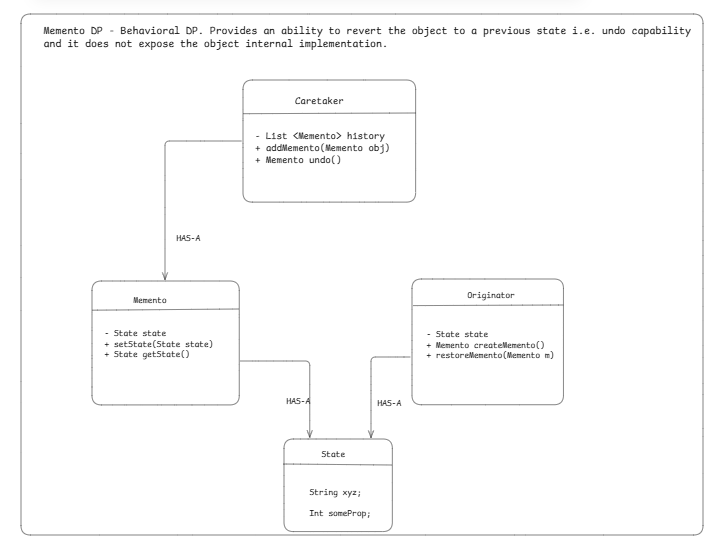 Memento DP - Behavioral DP. Provides an ability to revert the object to a previous state i.e. undo capability
and it does not expose the object internal implementation.
Caretaker
- List <Memento> history
+ addMemento(Memento obj)
+ Memento undo()
HAS-A
Memento
- State state
+ setState(State state)
+ State getState()
Originator
- State state
+ Memento createMemento()
+ restoreMemento(Memento m)
HAS-A
HAS-A
State
String xyz;
Int someProp;